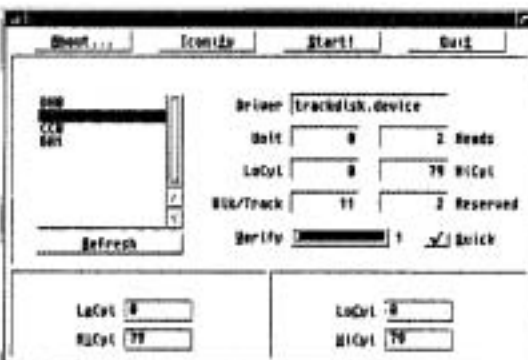 About... Iconify Start! Quit
DH0
CC0
RAM
Driver trackdisk.device
Unit 0 2 Heads
LoCyl 0 79 HiCyl
Blk/Track 11 2 Reserved
Verify 1 ✓ Quick
Refresh
LoCyl 0 LoCyl 0
HiCyl 79 HiCyl 79